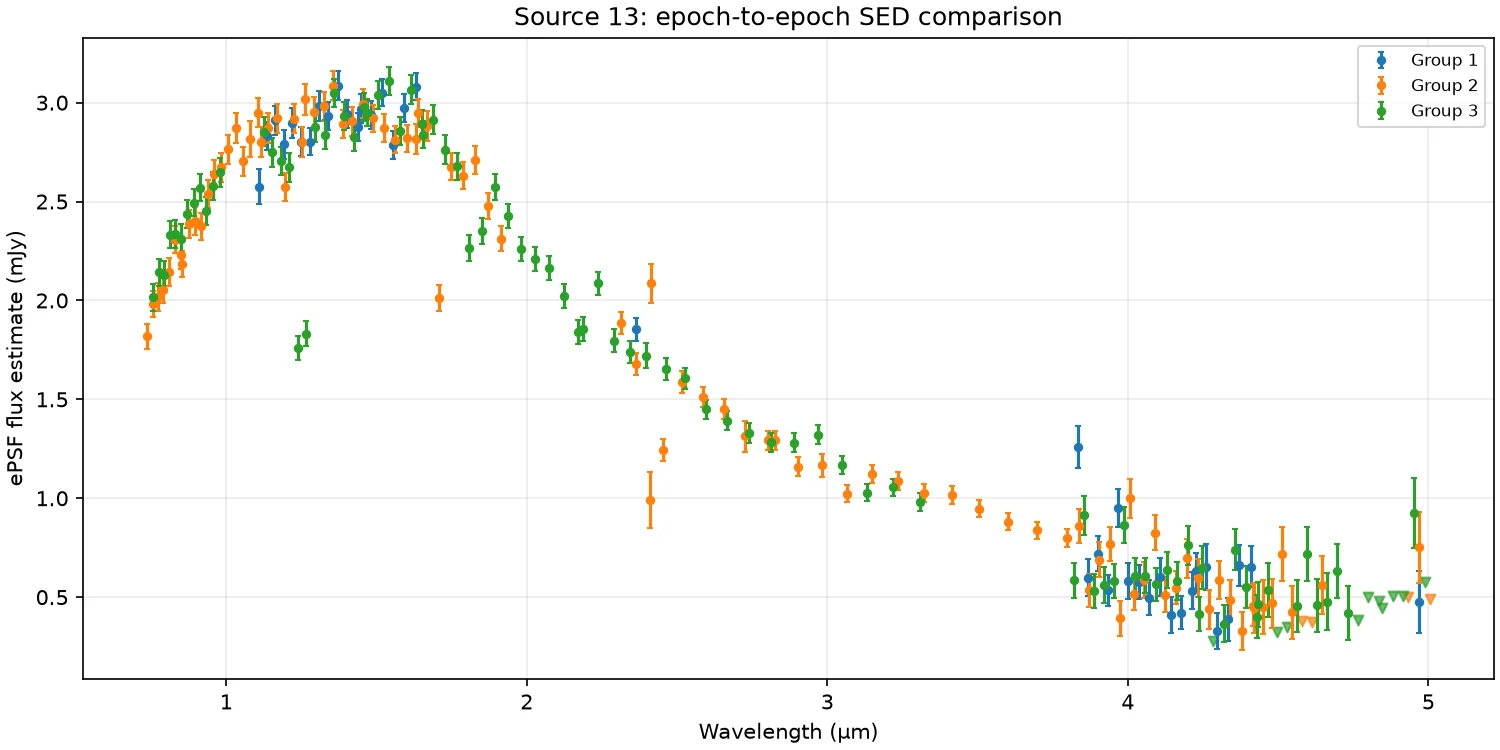 Source 13: epoch-to-epoch SED comparison
ePSF flux estimate (mJy)
3.0
2.5
2.0
1.5
1.0
0.5
Group 1
Group 2
Group 3
1 2 3 4 5
Wavelength (μm)